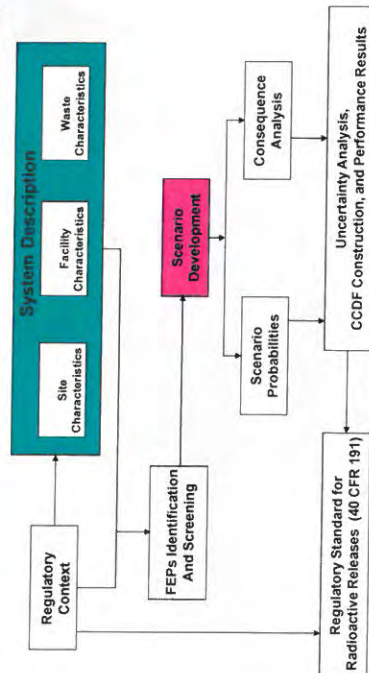 System Description
Site
Characteristics
Facility
Characteristics
Waste
Characteristics
Regulatory
Context
FEPs Identification
And Screening
Scenario
Development
Scenario
Probabilities
Consequence
Analysis
Regulatory Standard for
Radioactive Releases (40 CFR 191)
Uncertainty Analysis,
CCDF Construction, and Performance Results